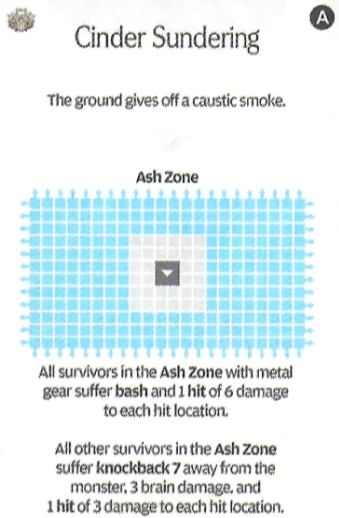 A
Cinder Sundering
The ground gives off a caustic smoke.
Ash Zone
All survivors in the Ash Zone with metal
gear suffer bash and 1 hit of 6 damage
to each hit location.
All other survivors in the Ash Zone
suffer knockback 7 away from the
monster, 3 brain damage, and
1 hit of 3 damage to each hit location.